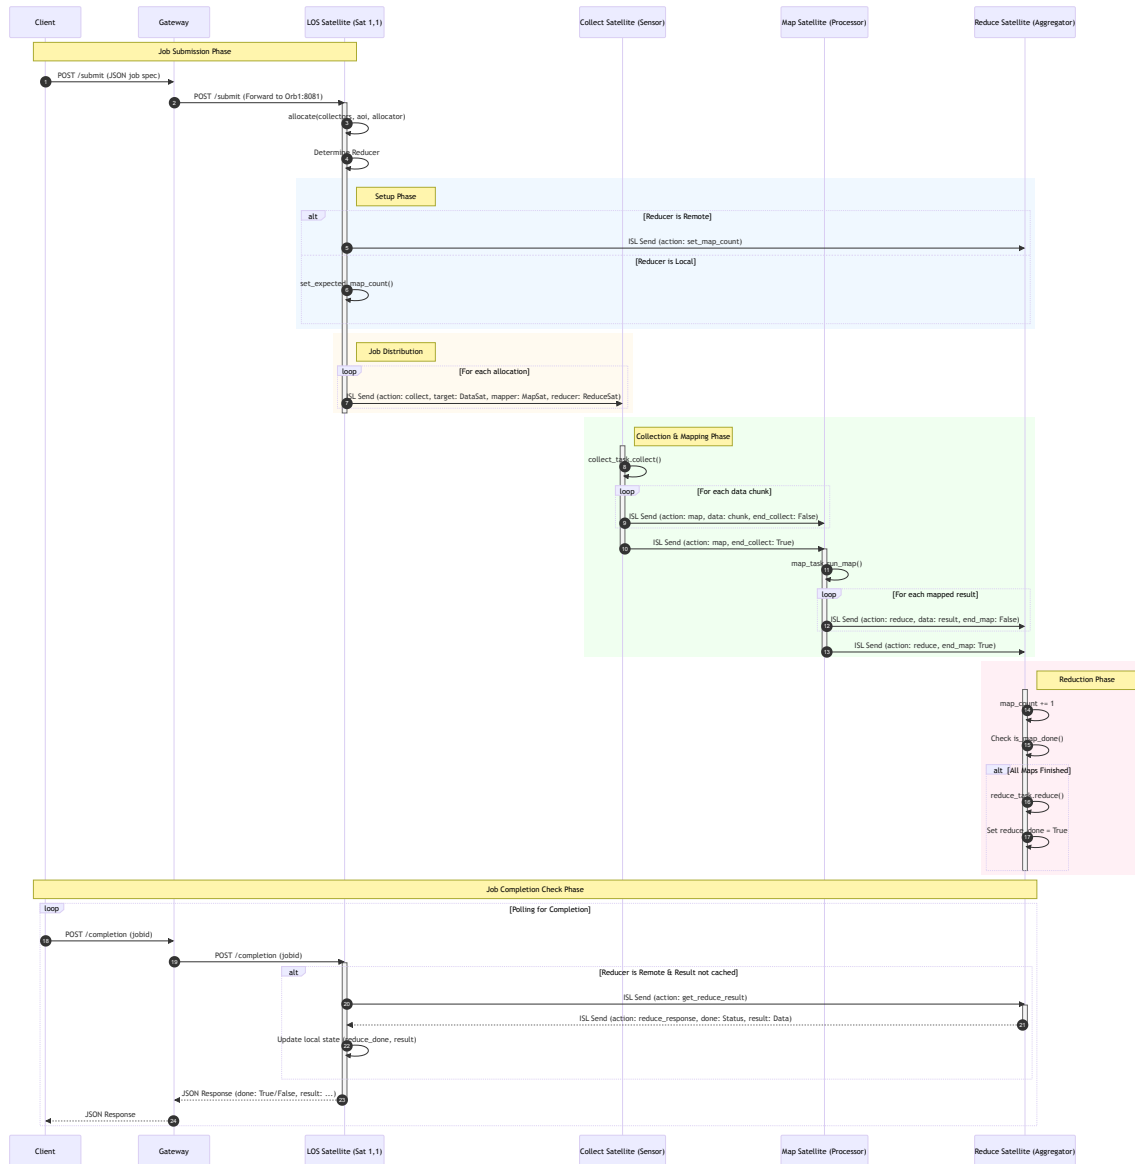 Client
Gateway
LOS Satellite (Sat 1,1)
Collect Satellite (Sensor)
Map Satellite (Processor)
Reduce Satellite (Aggregator)
Job Submission Phase
1
POST /submit (JSON job spec)
2
POST /submit (Forward to Orb1:8081)
allocate(collectors, aoi, allocator)
3
Determine Reducer
4
Setup Phase
alt
[Reducer is Remote]
5
ISL Send (action: set_map_count)
[Reducer is Local]
set_expected_map_count()
6
Job Distribution
loop
[For each allocation]
ISL Send (action: collect, target: DataSat, mapper: MapSat, reducer: ReduceSat)
7
Collection & Mapping Phase
collect_task.collect()
8
loop
[For each data chunk]
ISL Send (action: map, data: chunk, end_collect: False)
9
ISL Send (action: map, end_collect: True)
10
map_task.run_map()
11
loop
[For each mapped result]
ISL Send (action: reduce, data: result, end_map: False)
12
ISL Send (action: reduce, end_map: True)
13
Reduction Phase
map_count += 1
14
Check is_map_done()
15
alt
[All Maps Finished]
reduce_task.reduce()
16
Set reduce_done = True
17
Job Completion Check Phase
loop
[Polling for Completion]
18
POST /completion (jobid)
19
POST /completion (jobid)
alt
[Reducer is Remote & Result not cached]
20
ISL Send (action: get_reduce_result)
ISL Send (action: reduce_response, done: Status, result: Data)
21
Update local state (reduce_done, result)
22
JSON Response (done: True/False, result: ...)
23
JSON Response
24
Client
Gateway
LOS Satellite (Sat 1,1)
Collect Satellite (Sensor)
Map Satellite (Processor)
Reduce Satellite (Aggregator)